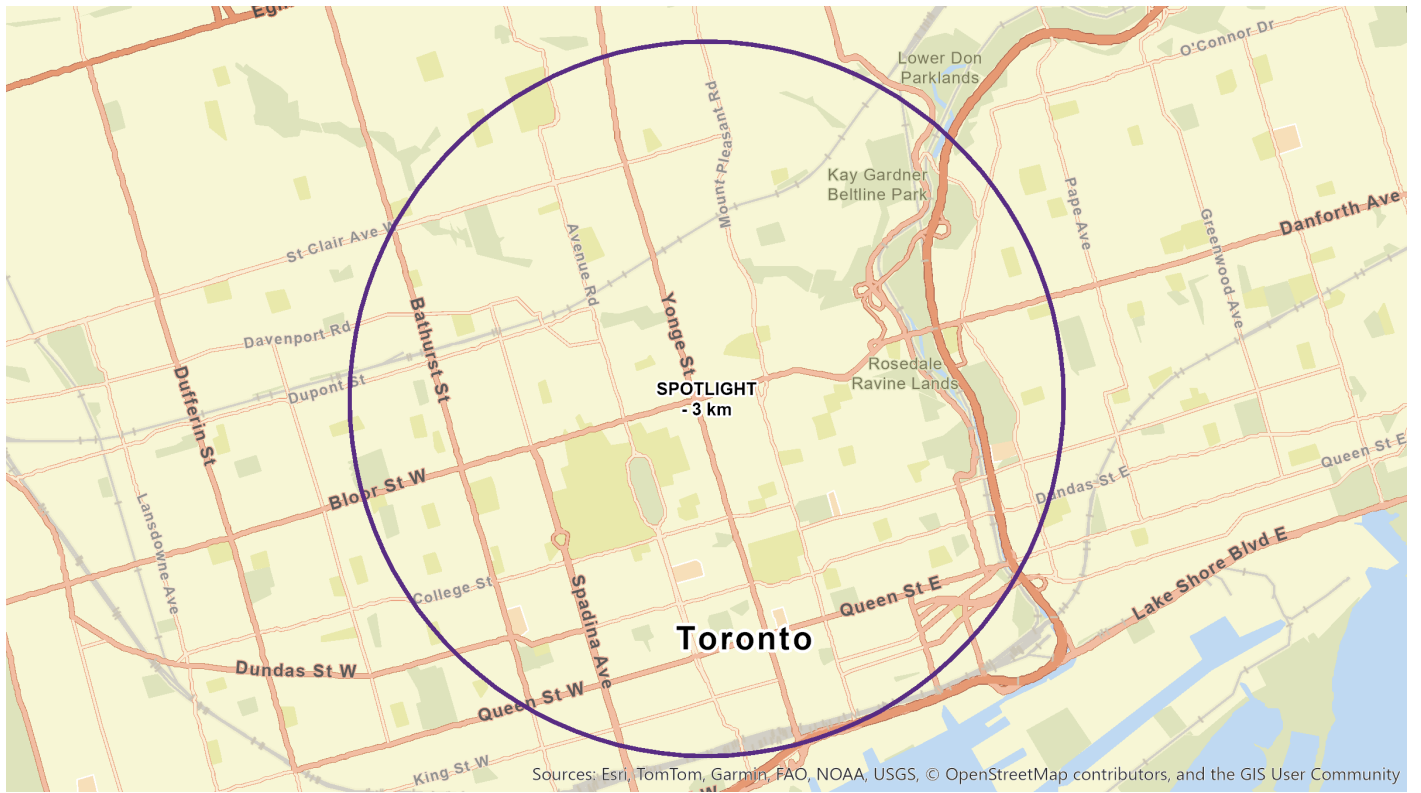 Egli
O'Connor Dr
Lower Don
Parklands
Mount Pleasant Rd
Kay Gardner
Beltline Park
Pape Ave
Danforth Ave
Greenwood Ave
St Clair Ave W
Avenue Rd
Bathurst St
Yonge St
Davenport Rd
Dupont St
Dufferin St
Rosedale
Ravine Lands
SPOTLIGHT
- 3 km
Bloor St W
Queen St E
Dundas St E
Lansdowne Ave
College St
Spadina Ave
Queen St E
Lake Shore Blvd E
Toronto
Dundas St W
Queen St W
King St W
Sources: Esri, TomTom, Garmin, FAO, NOAA, USGS, © OpenStreetMap contributors, and the GIS User Community